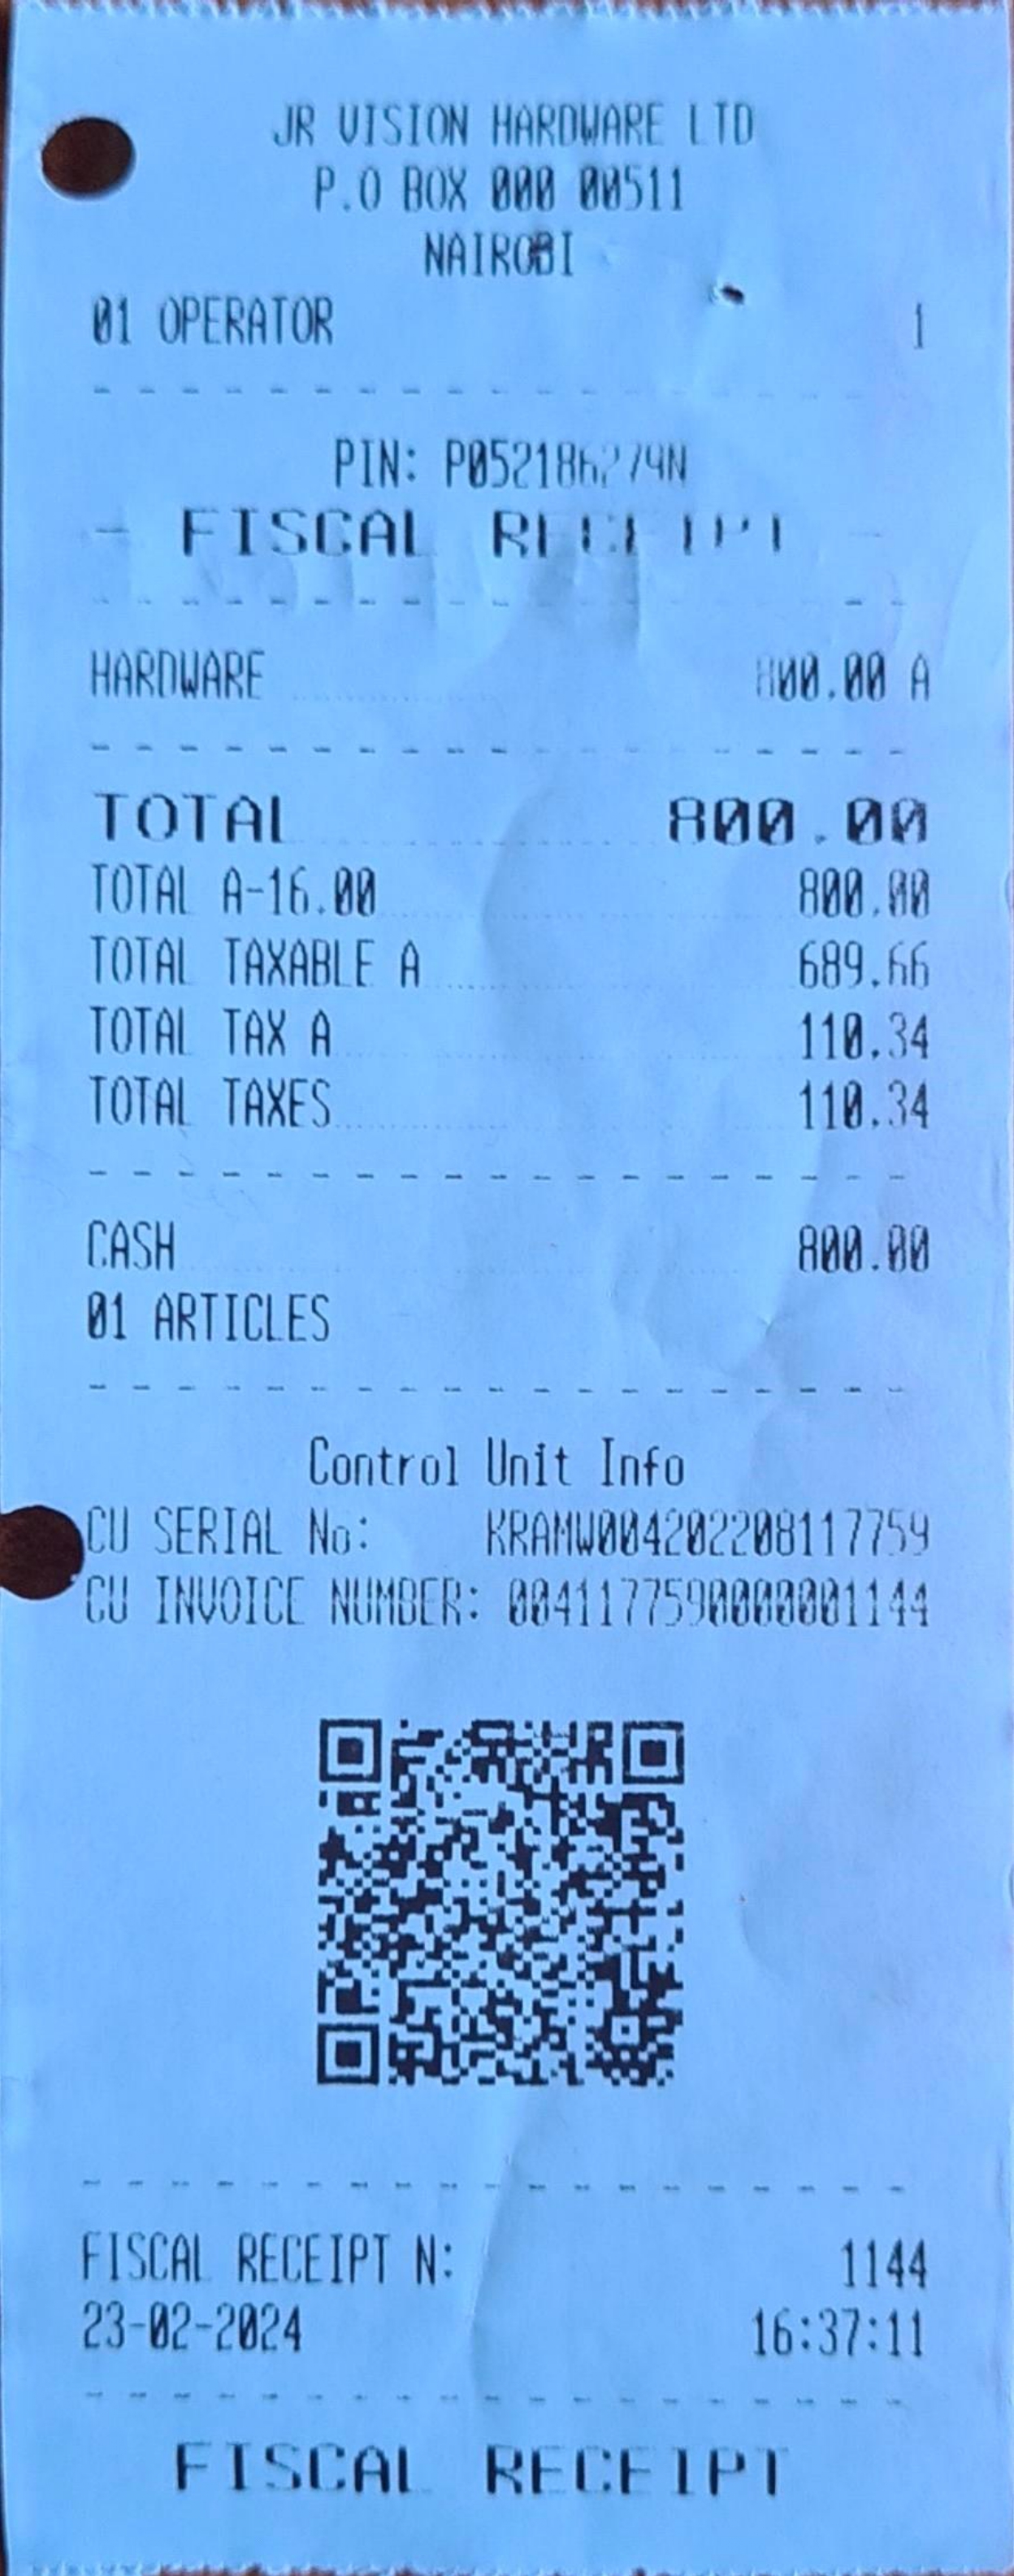 JR VISION HARDWARE LTD
P.O BOX 000 00511
NAIROBI
01 OPERATOR 1
PIN: P052186274N
- FISCAL RECEIPT -
HARDWARE 800.00 A
TOTAL 800.00
TOTAL A-16.00 800.00
TOTAL TAXABLE A 689.66
TOTAL TAX A 110.34
TOTAL TAXES 110.34
CASH 800.00
01 ARTICLES
Control Unit Info
CU SERIAL No: KRAMW004202208117759
CU INVOICE NUMBER: 0041177590000001144
FISCAL RECEIPT N: 1144
23-02-2024 16:37:11
FISCAL RECEIPT